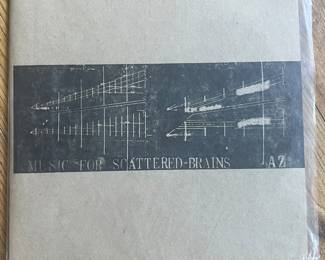 MUSIC FOR SCATTERED-BRAINS AZ